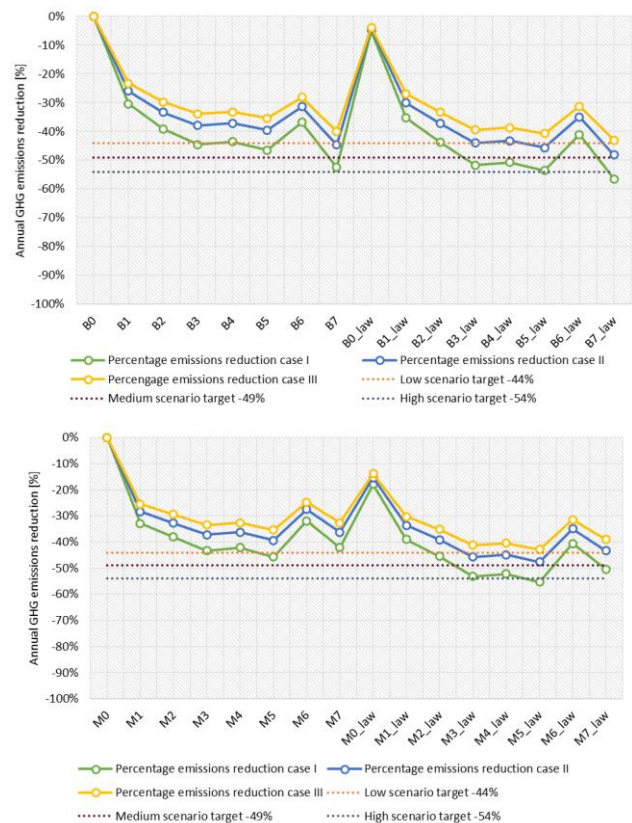 Annual GHG emissions reduction [%]
0%
-10%
-20%
-30%
-40%
-50%
-60%
-70%
-80%
-90%
-100%
B0 B1 B2 B3 B4 B5 B6 B7 B0_law B1_law B2_law B3_law B4_law B5_law B6_law B7_law
Percentage emissions reduction case I Percentage emissions reduction case II
Percengage emissions reduction case III Low scenario target -44%
Medium scenario target -49% High scenario target -54%
Annual GHG emissions reduction [%]
0%
-10%
-20%
-30%
-40%
-50%
-60%
-70%
-80%
-90%
-100%
M0 M1 M2 M3 M4 M5 M6 M7 M0_law M1_law M2_law M3_law M4_law M5_law M6_law M7_law
Percentage emissions reduction case I Percentage emissions reduction case II
Percentage emissions reduction case III Low scenario target -44%
Medium scenario target -49% High scenario target -54%